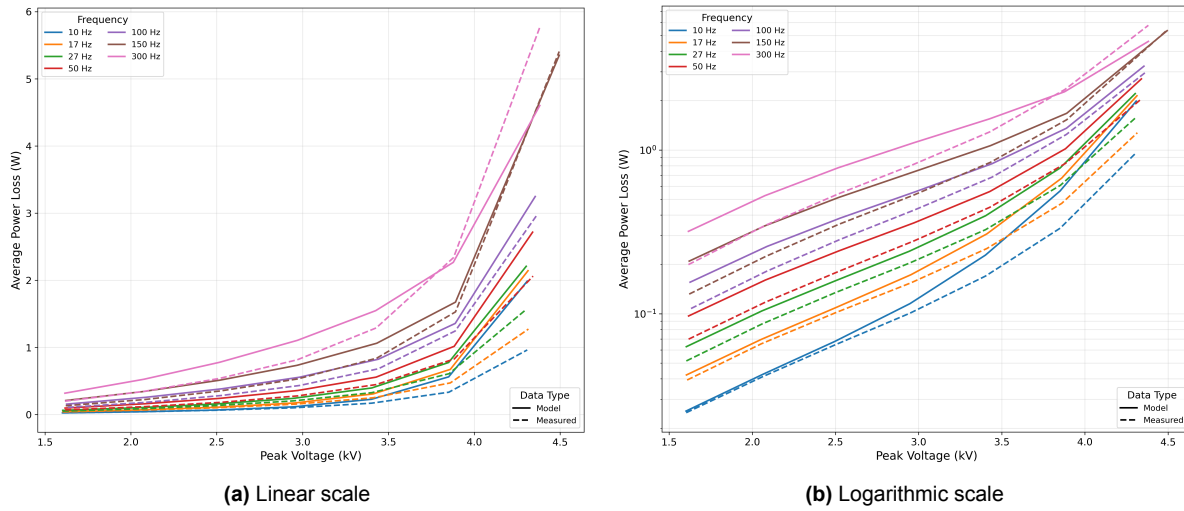 Frequency
10 Hz
17 Hz
27 Hz
50 Hz
100 Hz
150 Hz
300 Hz
6
5
4
3
2
1
0
Average Power Loss (W)
Data Type
Model
Measured
1.5 2.0 2.5 3.0 3.5 4.0 4.5
Peak Voltage (kV)
(a) Linear scale
Frequency
10 Hz
17 Hz
27 Hz
50 Hz
100 Hz
150 Hz
300 Hz
10⁰
10⁻¹
Average Power Loss (W)
Data Type
Model
Measured
1.5 2.0 2.5 3.0 3.5 4.0 4.5
Peak Voltage (kV)
(b) Logarithmic scale